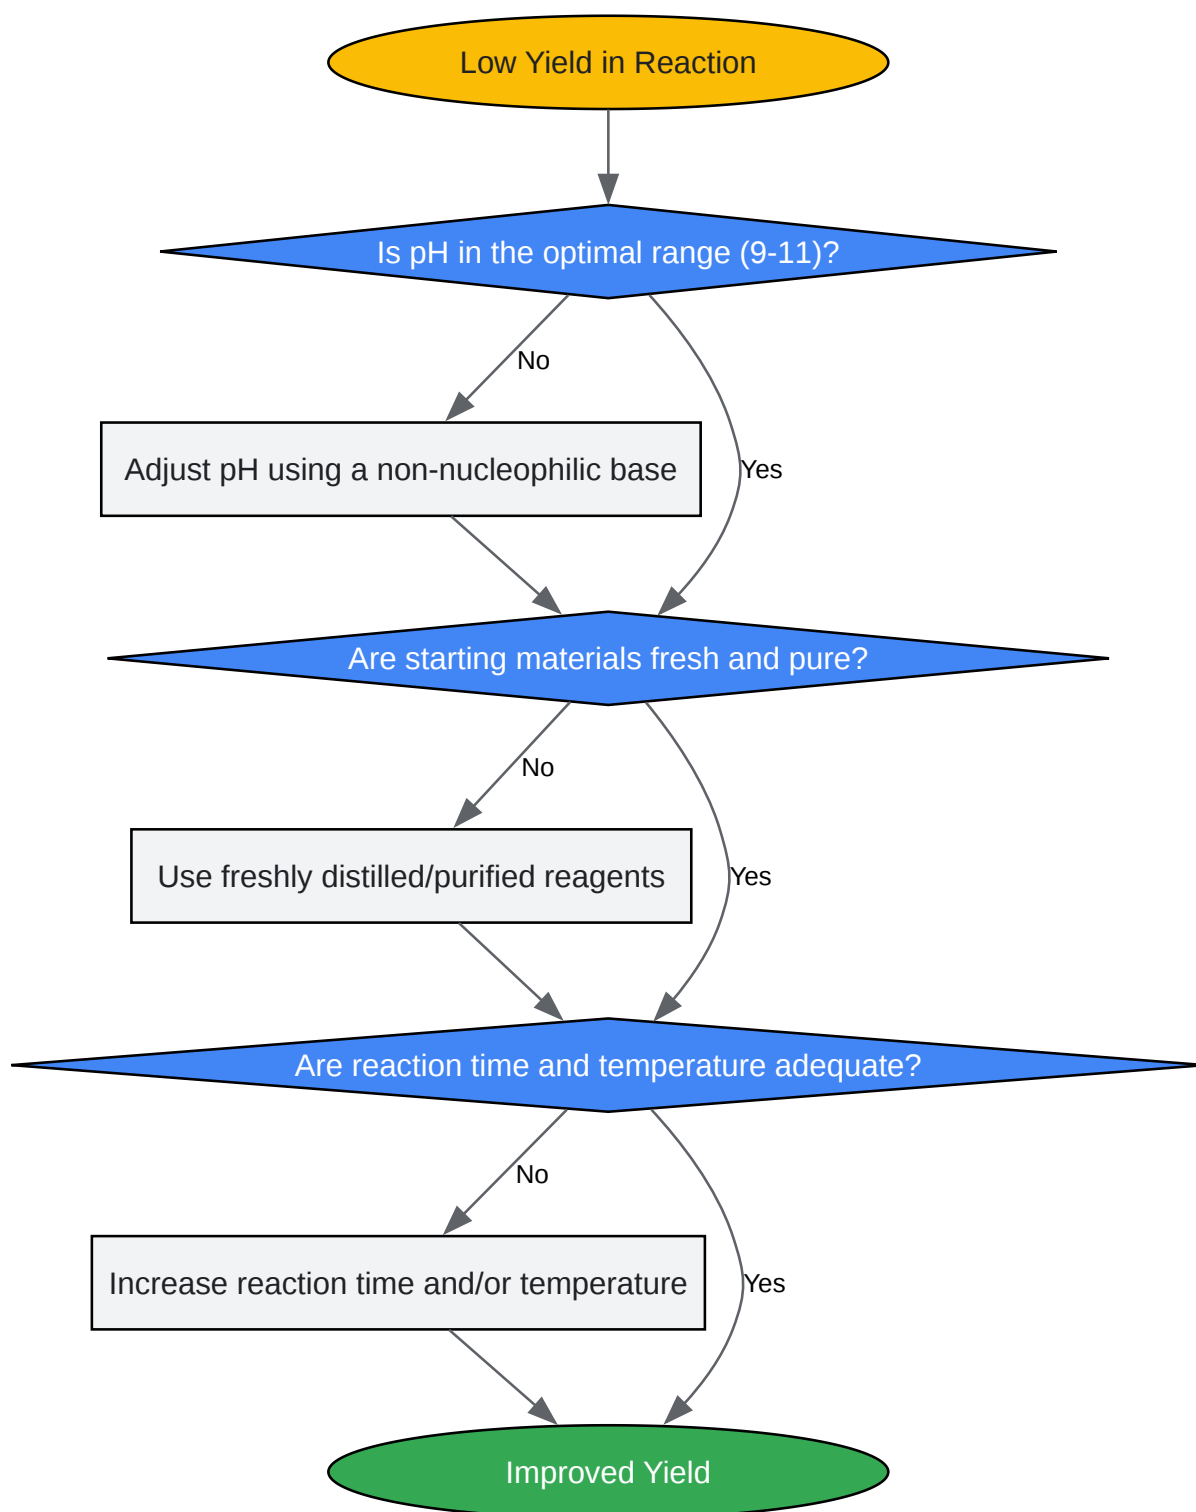 Low Yield in Reaction
Is pH in the optimal range (9-11)?
No
Adjust pH using a non-nucleophilic base
Yes
Are starting materials fresh and pure?
No
Use freshly distilled/purified reagents
Yes
Are reaction time and temperature adequate?
No
Increase reaction time and/or temperature
Yes
Improved Yield